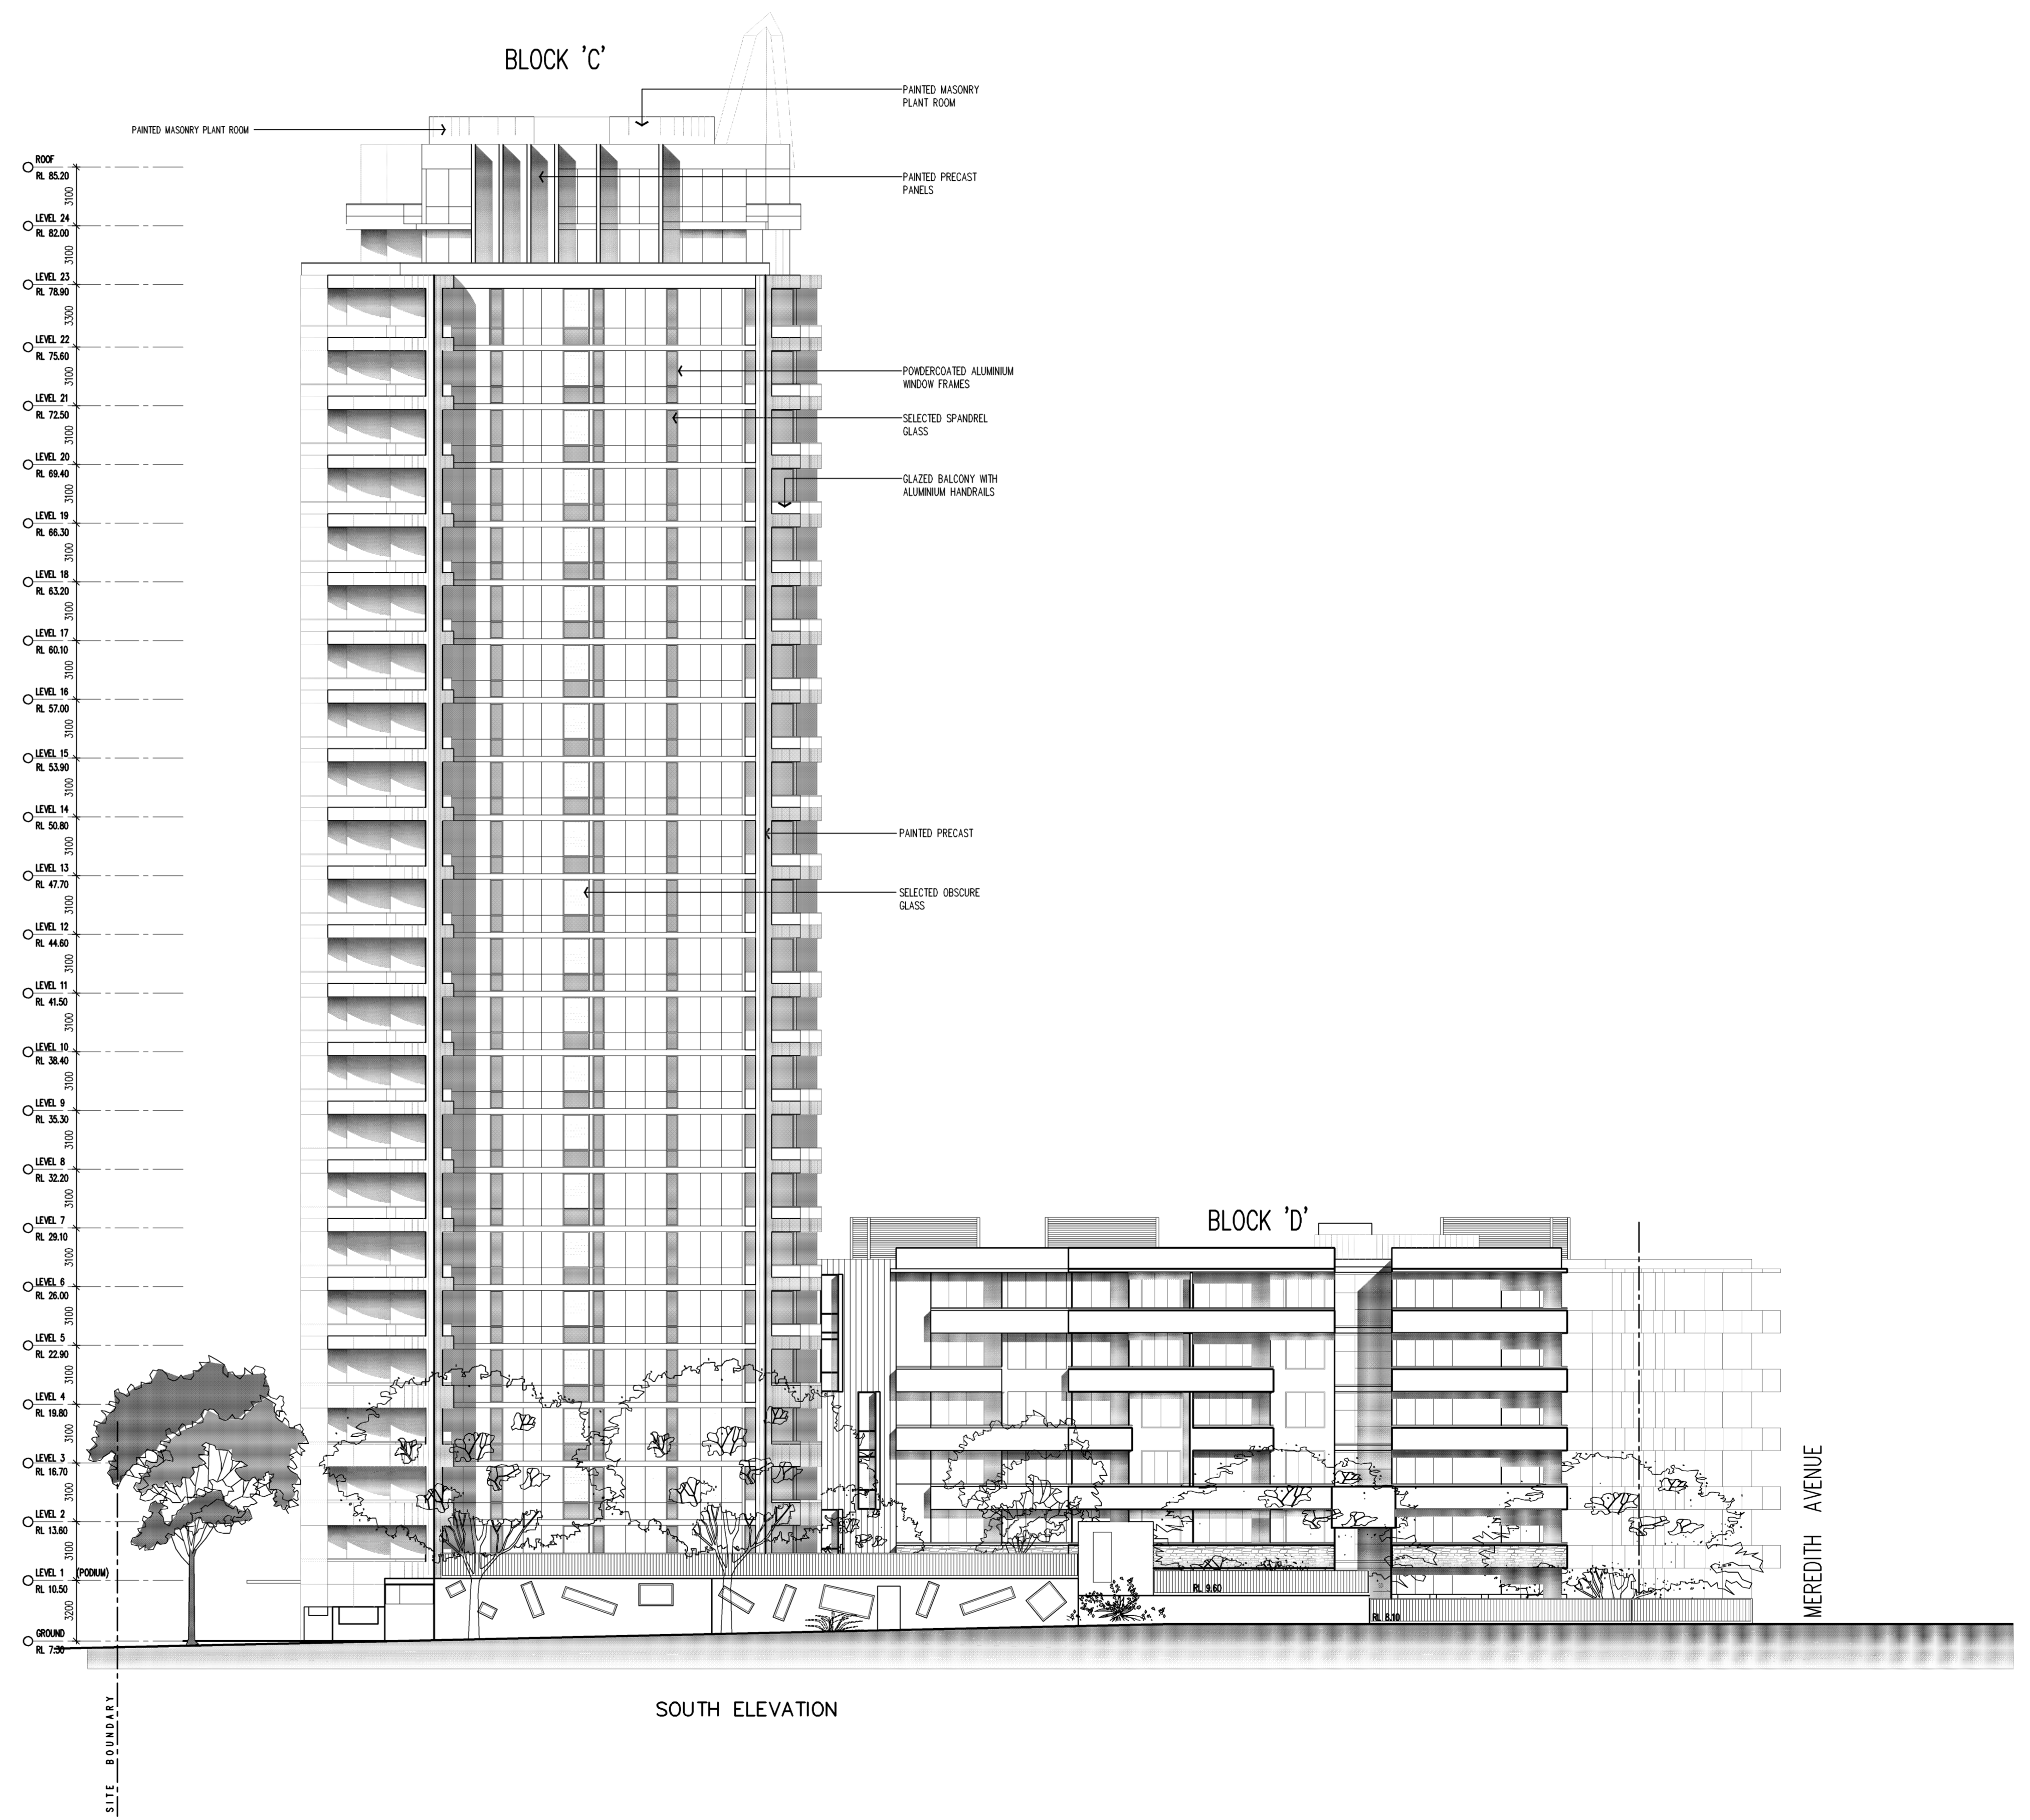 BLOCK 'C'
PAINTED MASONRY
PLANT ROOM
PAINTED MASONRY PLANT ROOM
ROOF
RL 85.20
3100
PAINTED PRECAST
PANELS
LEVEL 24
RL 82.00
3100
LEVEL 23
RL 78.90
3300
LEVEL 22
RL 75.60
3100
POWDERCOATED ALUMINIUM
WINDOW FRAMES
LEVEL 21
RL 72.50
3100
SELECTED SPANDREL
GLASS
LEVEL 20
RL 69.40
3100
GLAZED BALCONY WITH
ALUMINIUM HANDRAILS
LEVEL 19
RL 66.30
3100
LEVEL 18
RL 63.20
3100
LEVEL 17
RL 60.10
3100
LEVEL 16
RL 57.00
3100
LEVEL 15
RL 53.90
3100
LEVEL 14
RL 50.80
3100
PAINTED PRECAST
LEVEL 13
RL 47.70
3100
SELECTED OBSCURE
GLASS
LEVEL 12
RL 44.60
3100
LEVEL 11
RL 41.50
3100
LEVEL 10
RL 38.40
3100
LEVEL 9
RL 35.30
3100
LEVEL 8
RL 32.20
3100
LEVEL 7
RL 29.10
3100
BLOCK 'D'
LEVEL 6
RL 26.00
3100
LEVEL 5
RL 22.90
3100
LEVEL 4
RL 19.80
3100
LEVEL 3
RL 16.70
3100
LEVEL 2
RL 13.60
3100
LEVEL 1 (PODIUM)
RL 10.50
3200
RL 9.60
RL 8.10
GROUND
RL 7.30
MEREDITH AVENUE
SOUTH ELEVATION
SITE BOUNDARY